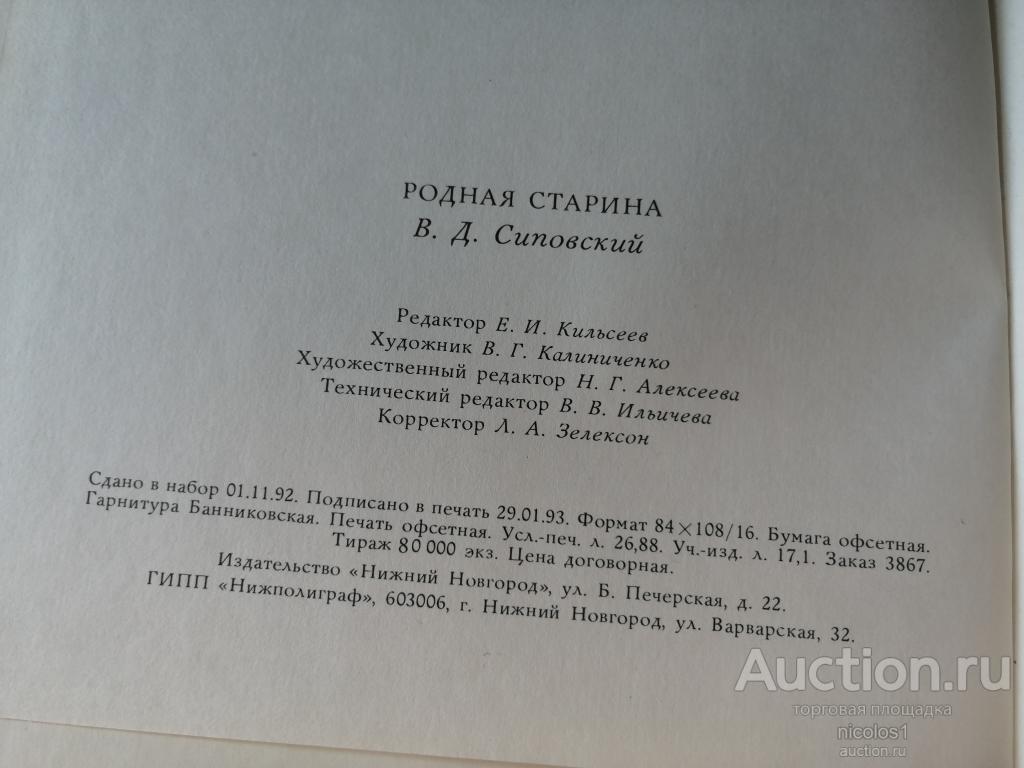 РОДНАЯ СТАРИНА
В. Д. Сиповский
Редактор Е. И. Кильсеев
Художник В. Г. Калиниченко
Художественный редактор Н. Г. Алексеева
Технический редактор В. В. Ильичева
Корректор Л. А. Зелексон
Сдано в набор 01.11.92. Подписано в печать 29.01.93. Формат 84×108/16. Бумага офсетная.
Гарнитура Банниковская. Печать офсетная. Усл.-печ. л. 26,88. Уч.-изд. л. 17,1. Заказ 3867.
Тираж 80 000 экз. Цена договорная.
Издательство «Нижний Новгород», ул. Б. Печерская, д. 22.
ГИПП «Нижполиграф», 603006, г. Нижний Новгород, ул. Варварская, 32.
Auction.ru
торговая площадка
nicolos1
auction.ru